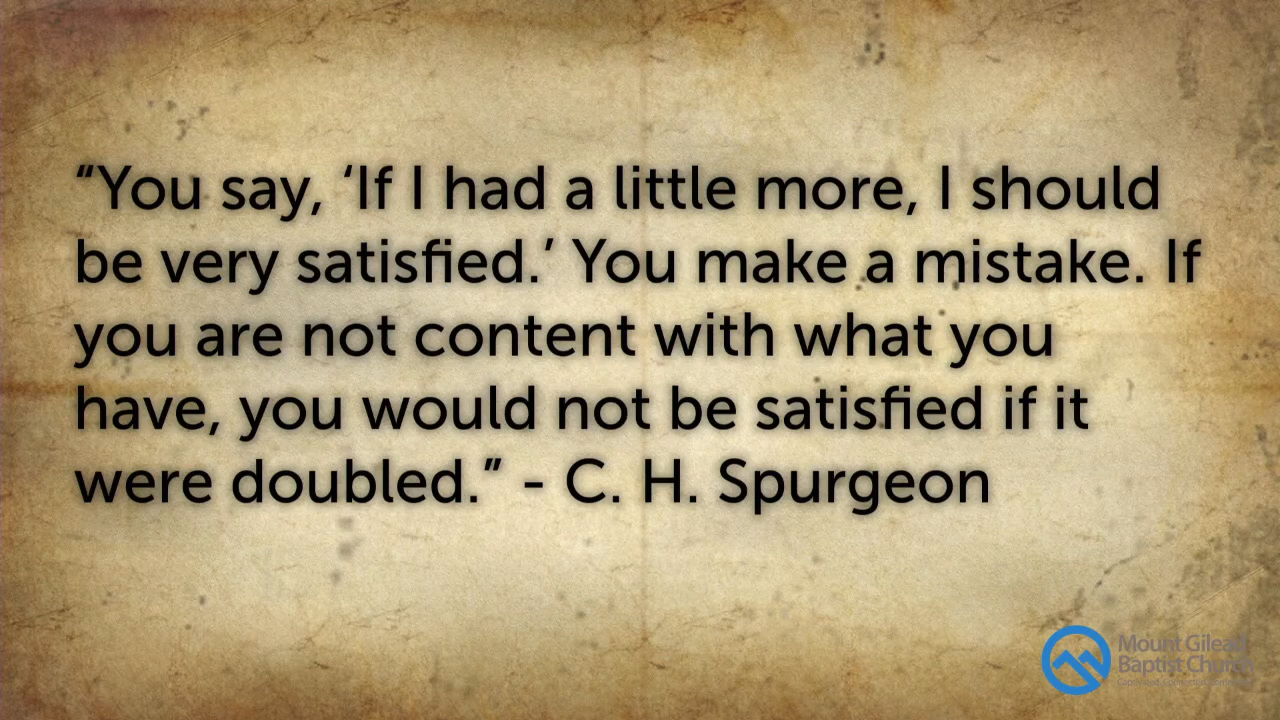 “You say, ‘If I had a little more, I should
be very satisfied.’ You make a mistake. If
you are not content with what you
have, you would not be satisfied if it
were doubled.” - C. H. Spurgeon
Mount Gilead
Baptist Church